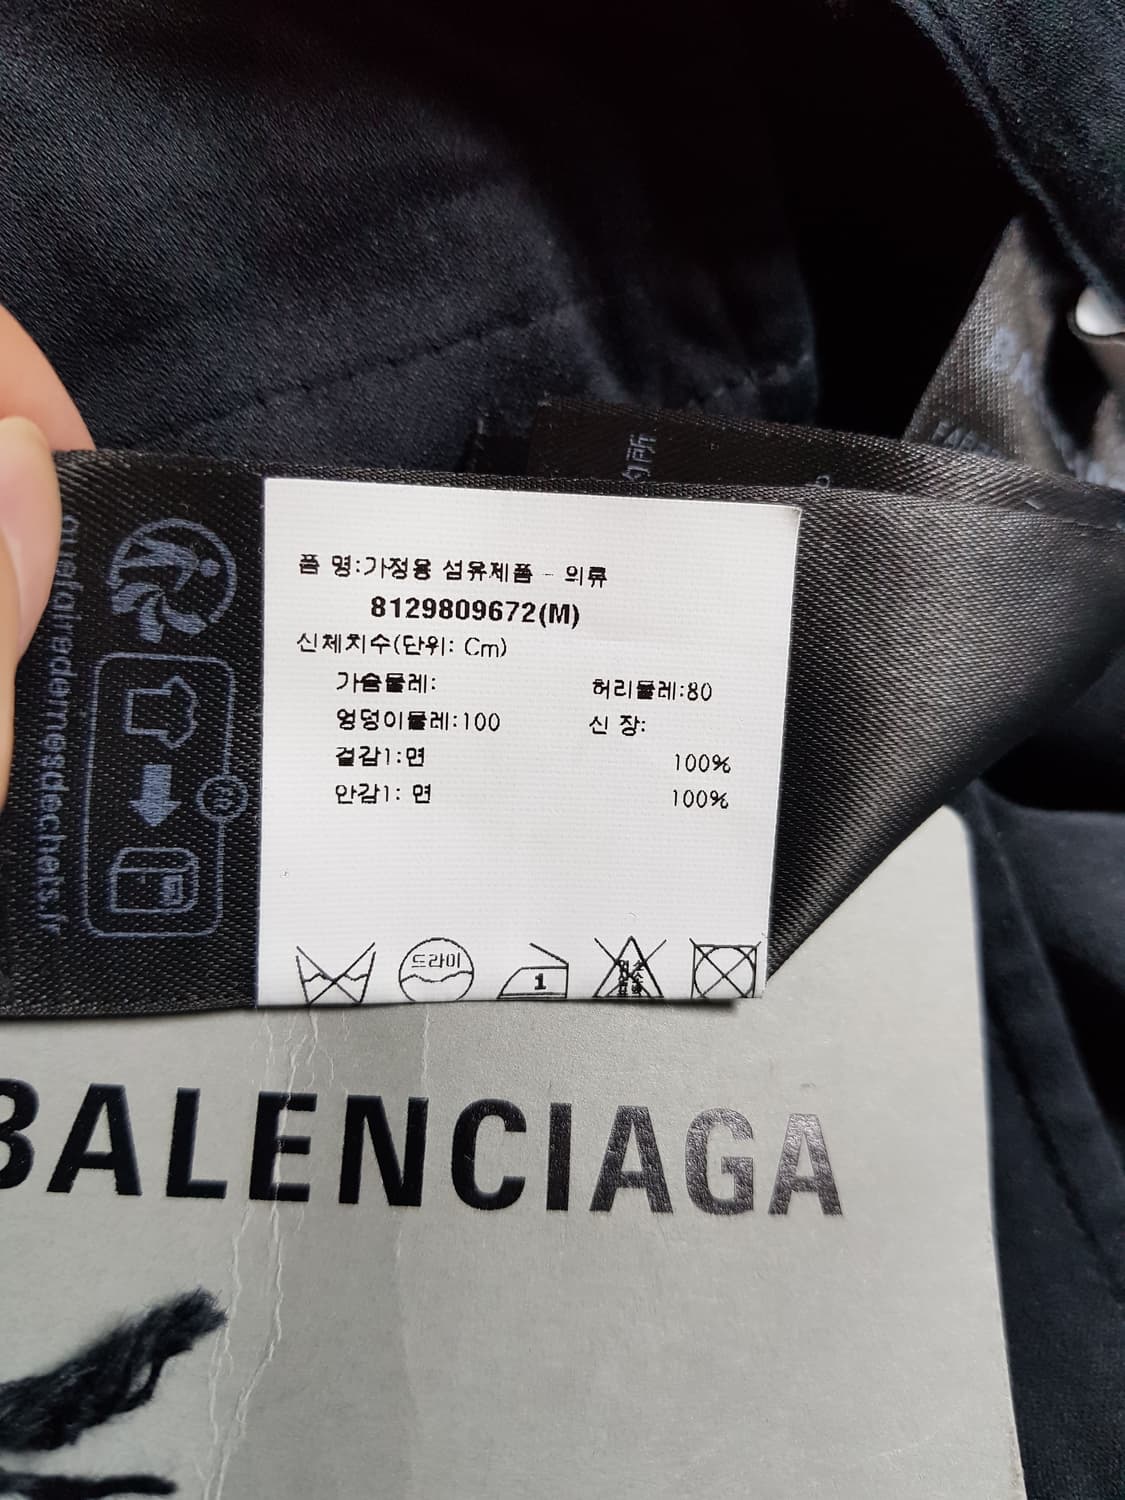 quefairedemesdechets.fr
FR
품 명:가정용 섬유제품 - 의류
8129809672(M)
신체치수(단위: Cm)
가슴둘레: 허리둘레:80
엉덩이둘레:100 신 장:
겉감1:면 100%
안감1: 면 100%
드라이
1
BALENCIAGA